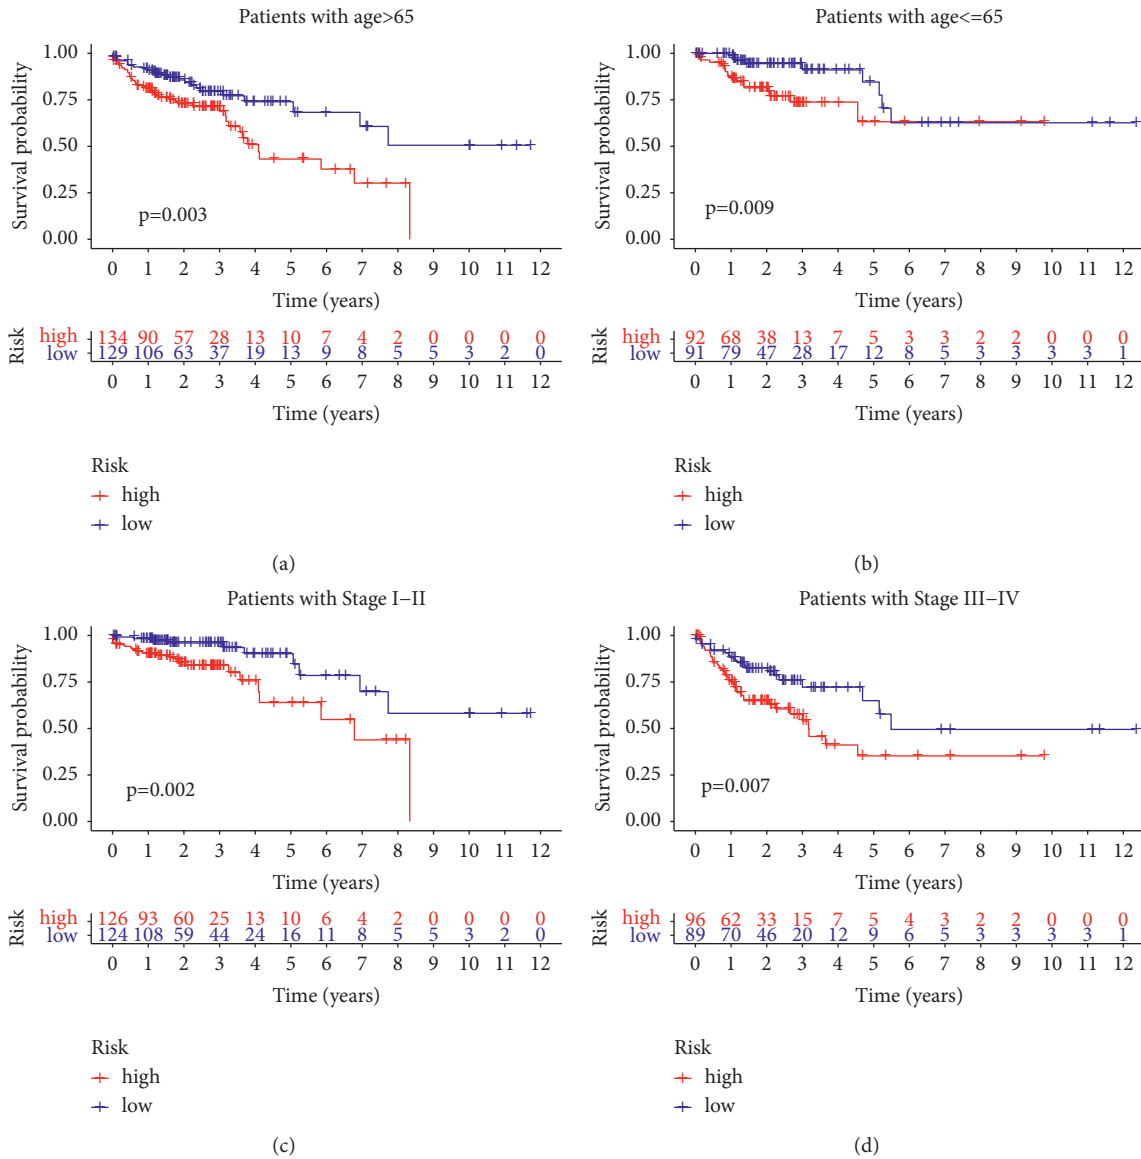 Patients with age>65
1.00
0.75
0.50
0.25
0.00
Survival probability
p=0.003
0 1 2 3 4 5 6 7 8 9 10 11 12
Time (years)
Risk
high 134 90 57 28 13 10 7 4 2 0 0 0 0
low 129 106 63 37 19 13 9 8 5 5 3 2 0
0 1 2 3 4 5 6 7 8 9 10 11 12
Time (years)
Risk
high
low
(a)
Patients with age<=65
1.00
0.75
0.50
0.25
0.00
Survival probability
p=0.009
0 1 2 3 4 5 6 7 8 9 10 11 12
Time (years)
Risk
high 92 68 38 13 7 5 3 3 2 2 0 0 0
low 91 79 47 28 17 12 8 5 3 3 3 3 1
0 1 2 3 4 5 6 7 8 9 10 11 12
Time (years)
Risk
high
low
(b)
Patients with Stage I−II
1.00
0.75
0.50
0.25
0.00
Survival probability
p=0.002
0 1 2 3 4 5 6 7 8 9 10 11 12
Time (years)
Risk
high 126 93 60 25 13 10 6 4 2 0 0 0 0
low 124 108 59 44 24 16 11 8 5 5 3 2 0
0 1 2 3 4 5 6 7 8 9 10 11 12
Time (years)
Risk
high
low
(c)
Patients with Stage III−IV
1.00
0.75
0.50
0.25
0.00
Survival probability
p=0.007
0 1 2 3 4 5 6 7 8 9 10 11 12
Time (years)
Risk
high 96 62 33 15 7 5 4 3 2 2 0 0 0
low 89 70 46 20 12 9 6 5 3 3 3 3 1
0 1 2 3 4 5 6 7 8 9 10 11 12
Time (years)
Risk
high
low
(d)